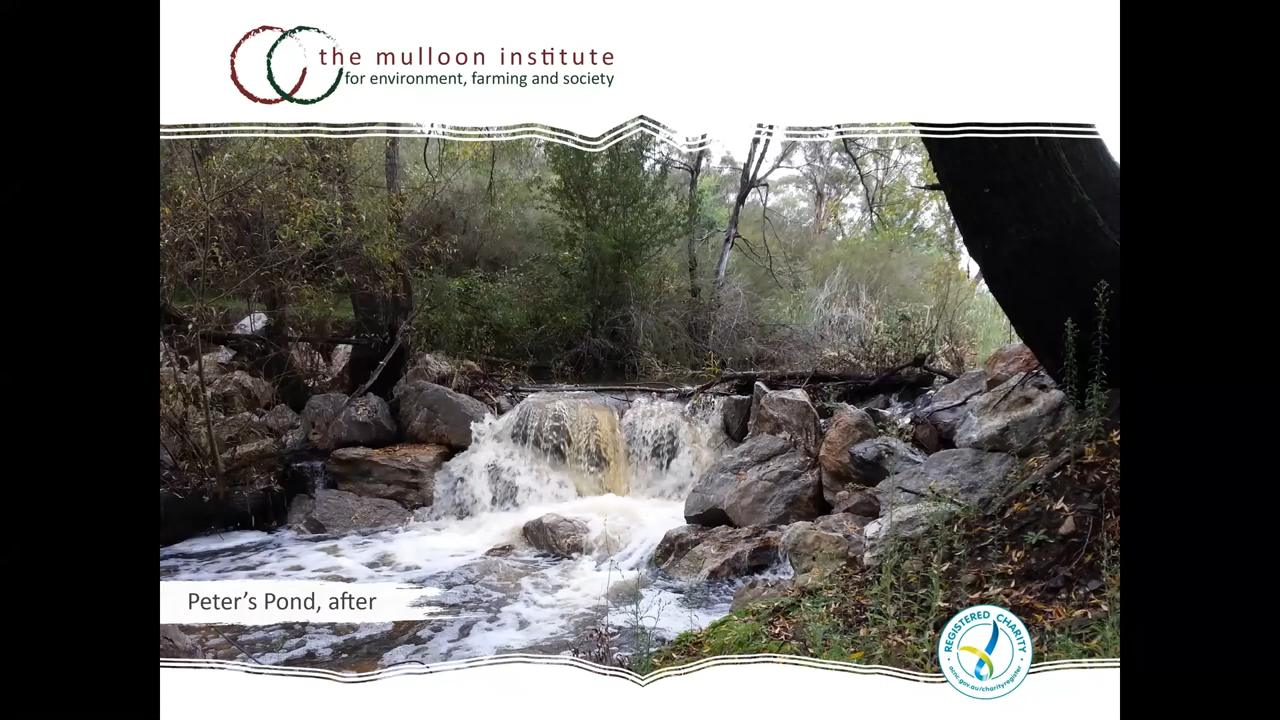 the mulloon institute
for environment, farming and society
Peter's Pond, after
REGISTERED CHARITY
acnc.gov.au/charityregister